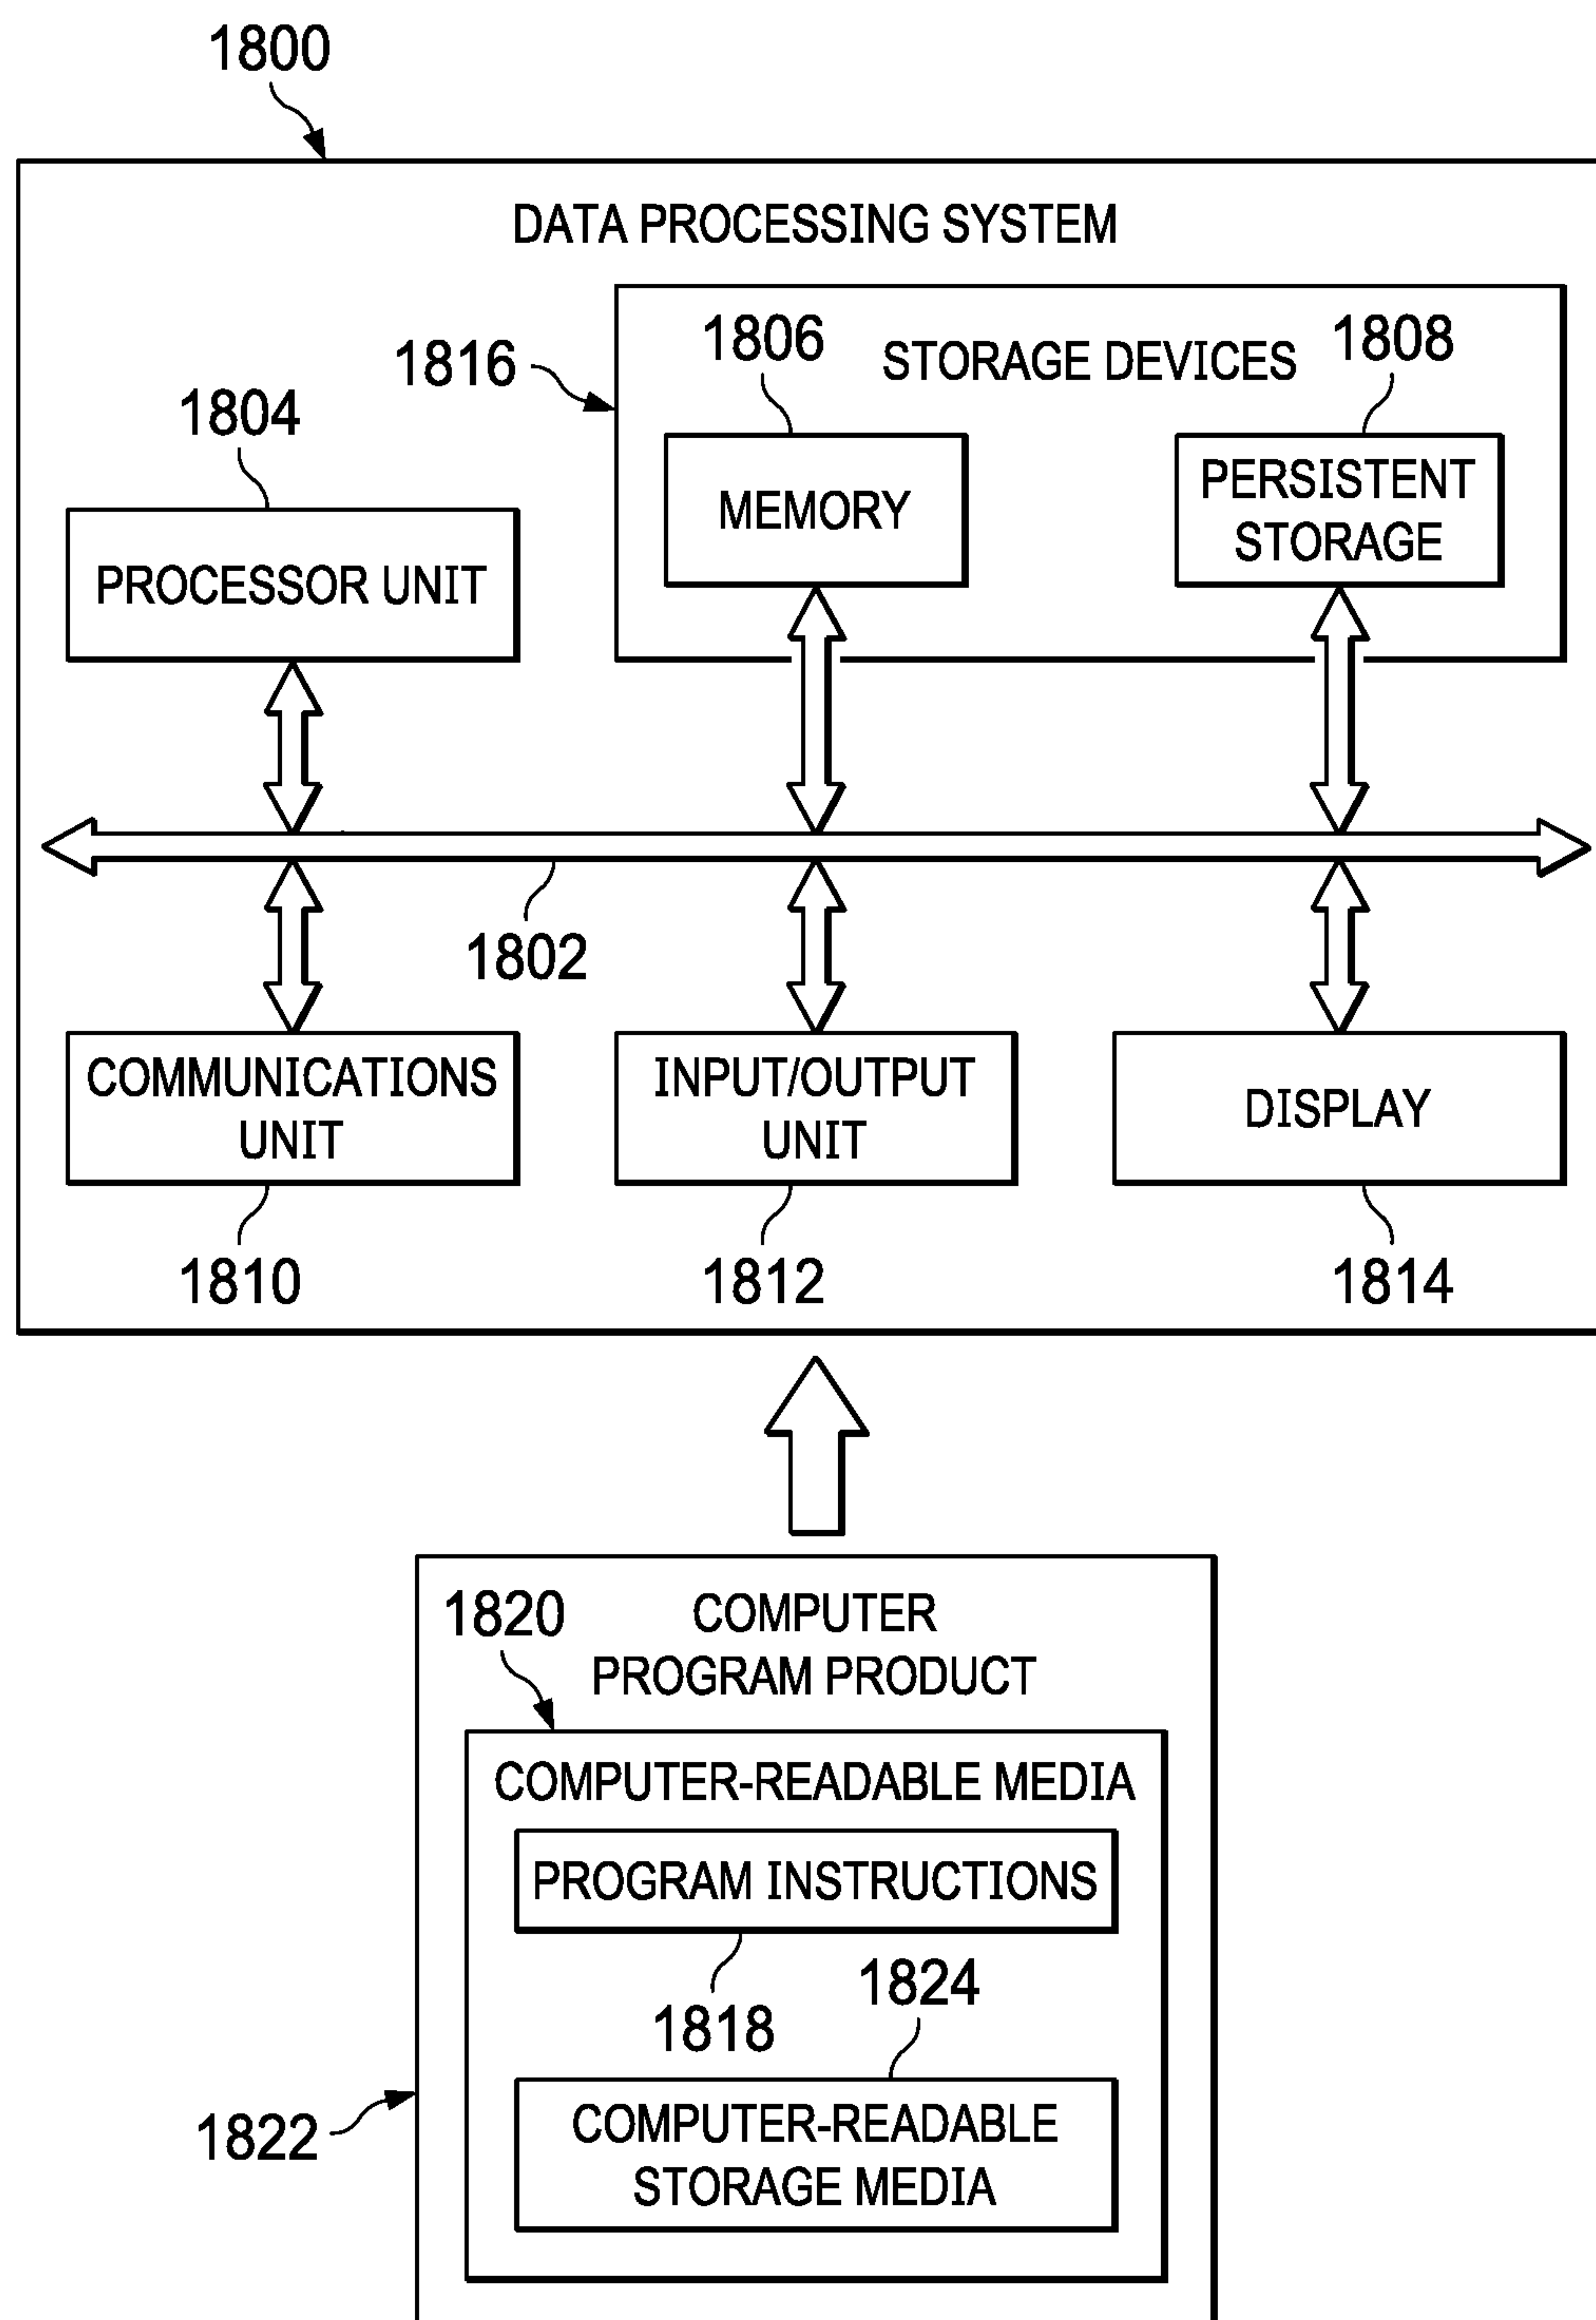 1800
DATA PROCESSING SYSTEM
1806
1808
1816
STORAGE DEVICES
1804
MEMORY
PERSISTENT
STORAGE
PROCESSOR UNIT
1802
COMMUNICATIONS
UNIT
INPUT/OUTPUT
UNIT
DISPLAY
1810
1812
1814
1820
COMPUTER
PROGRAM PRODUCT
COMPUTER-READABLE MEDIA
PROGRAM INSTRUCTIONS
1818
1824
1822
COMPUTER-READABLE
STORAGE MEDIA